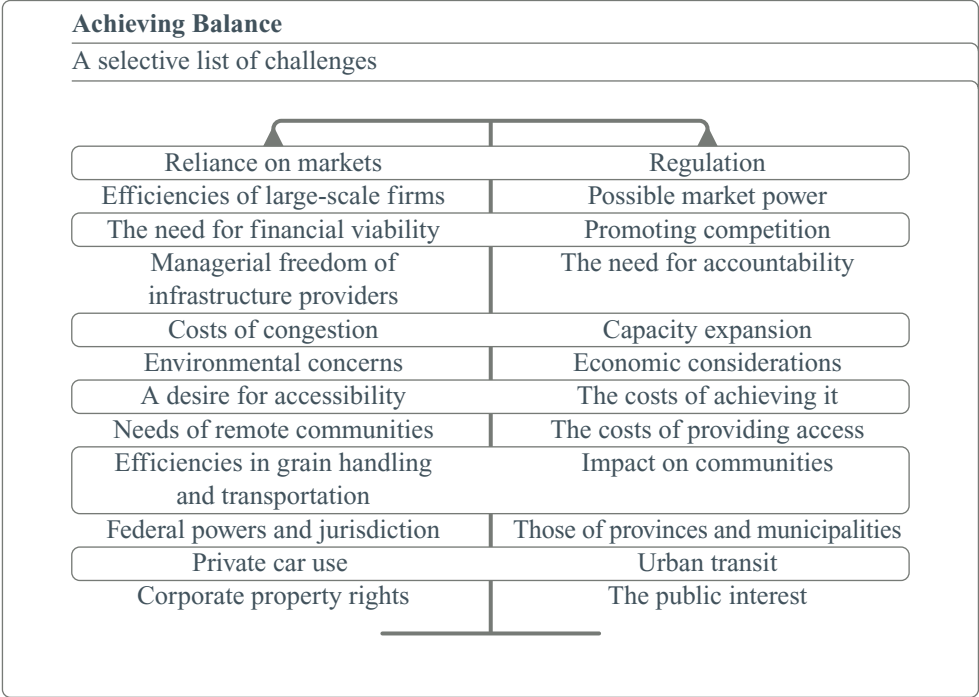 Achieving Balance
A selective list of challenges
Reliance on markets Regulation
Efficiencies of large-scale firms Possible market power
The need for financial viability Promoting competition
Managerial freedom of The need for accountability
infrastructure providers
Costs of congestion Capacity expansion
Environmental concerns Economic considerations
A desire for accessibility The costs of achieving it
Needs of remote communities The costs of providing access
Efficiencies in grain handling Impact on communities
and transportation
Federal powers and jurisdiction Those of provinces and municipalities
Private car use Urban transit
Corporate property rights The public interest